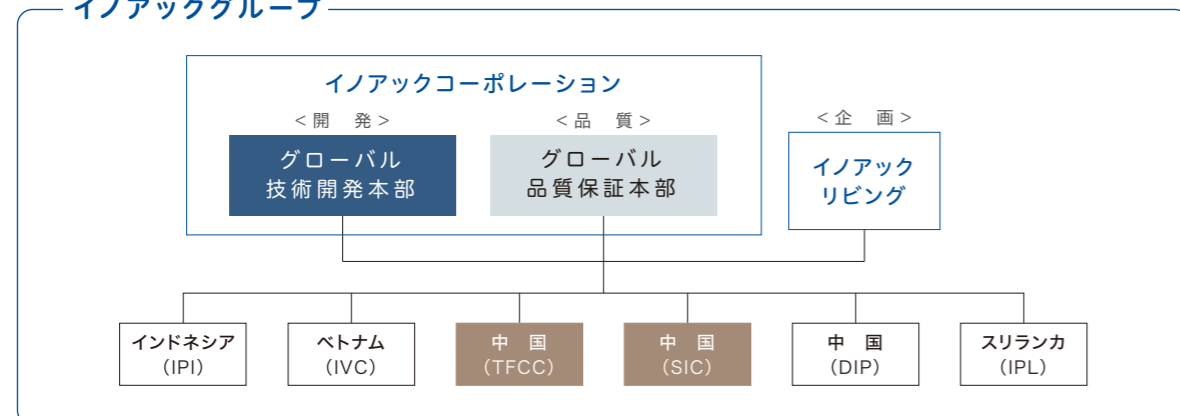 イノアックグループ
イノアックコーポレーション
<開 発>
<品 質>
<企 画>
グローバル
技術開発本部
グローバル
品質保証本部
イノアック
リビング
インドネシア
(IPI)
ベトナム
(IVC)
中 国
(TFCC)
中 国
(SIC)
中 国
(DIP)
スリランカ
(IPL)